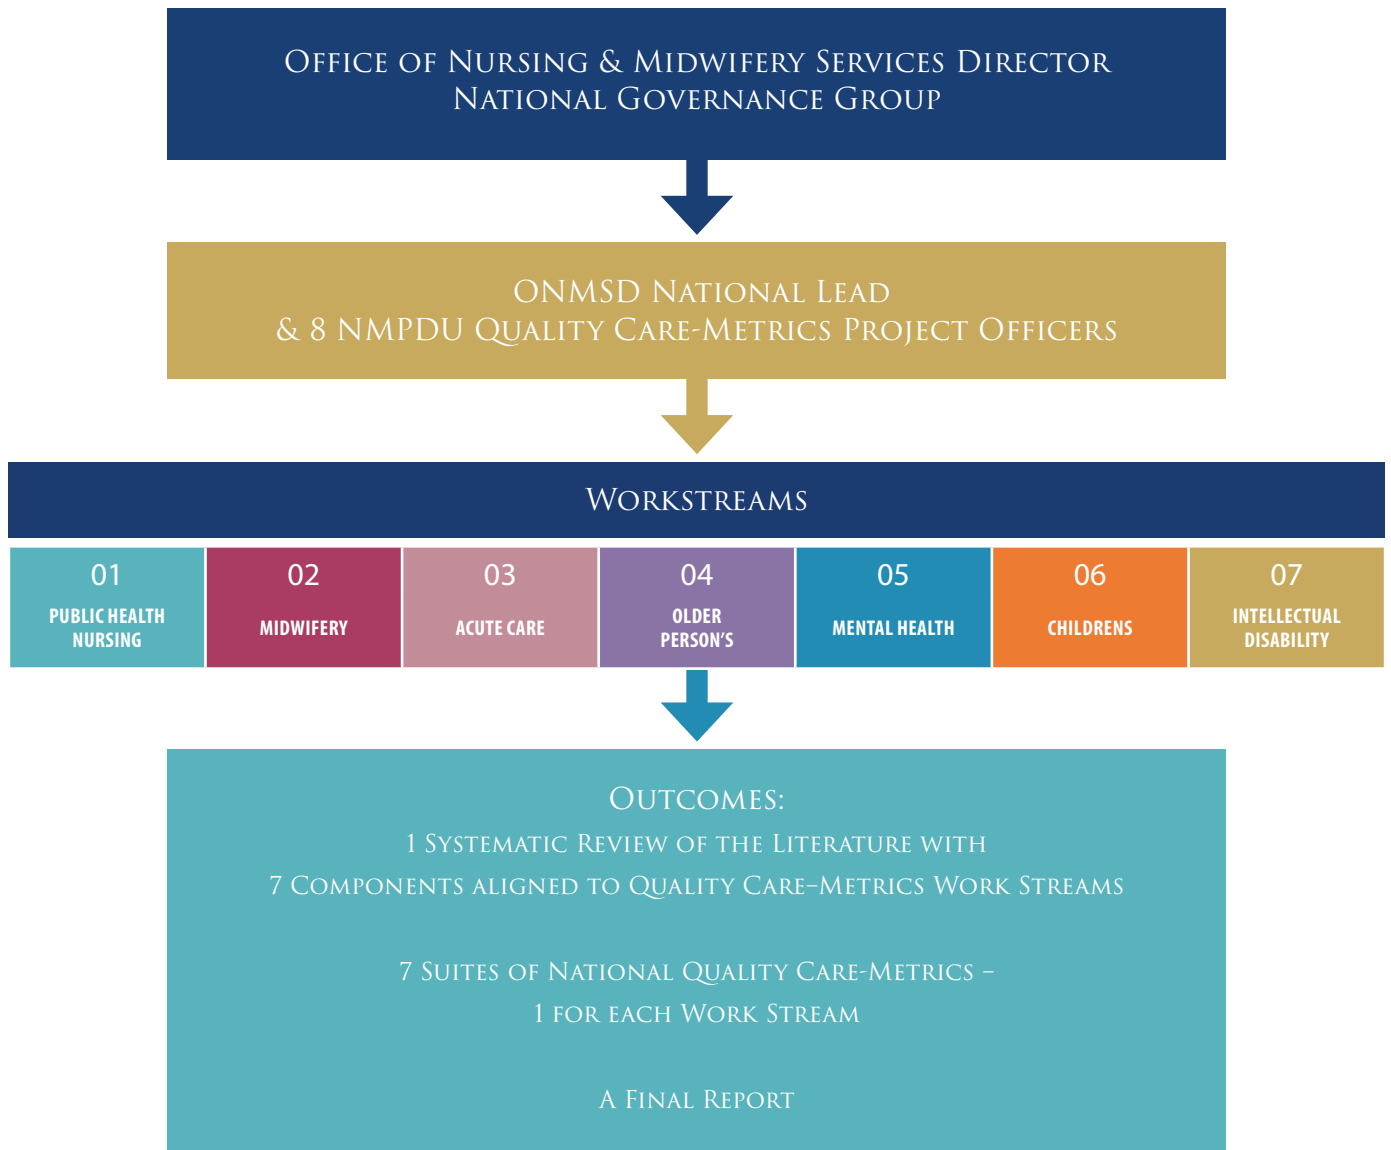 Office of Nursing & Midwifery Services Director
National Governance Group
ONMSD National Lead
& 8 NMPDU Quality Care-Metrics Project Officers
Workstreams
01
PUBLIC HEALTH
NURSING
02
MIDWIFERY
03
ACUTE CARE
04
OLDER
PERSON'S
05
MENTAL HEALTH
06
CHILDRENS
07
INTELLECTUAL
DISABILITY
Outcomes:
1 Systematic Review of the Literature with
7 Components aligned to Quality Care–Metrics Work Streams
7 Suites of National Quality Care-Metrics –
1 for each Work Stream
A Final Report